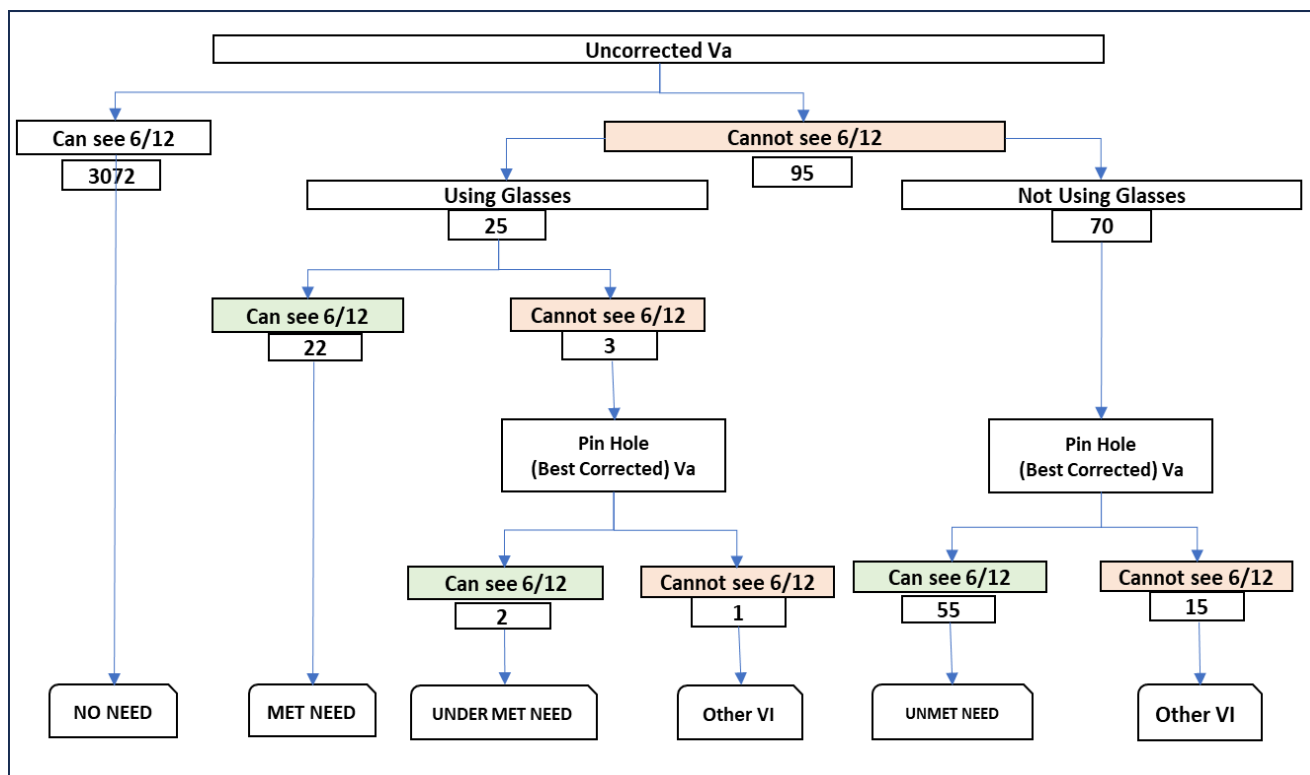 Uncorrected Va
Can see 6/12
3072
Cannot see 6/12
95
Using Glasses
25
Not Using Glasses
70
Can see 6/12
22
Cannot see 6/12
3
Pin Hole
(Best Corrected) Va
Pin Hole
(Best Corrected) Va
Can see 6/12
2
Cannot see 6/12
1
Can see 6/12
55
Cannot see 6/12
15
NO NEED
MET NEED
UNDER MET NEED
Other VI
UNMET NEED
Other VI